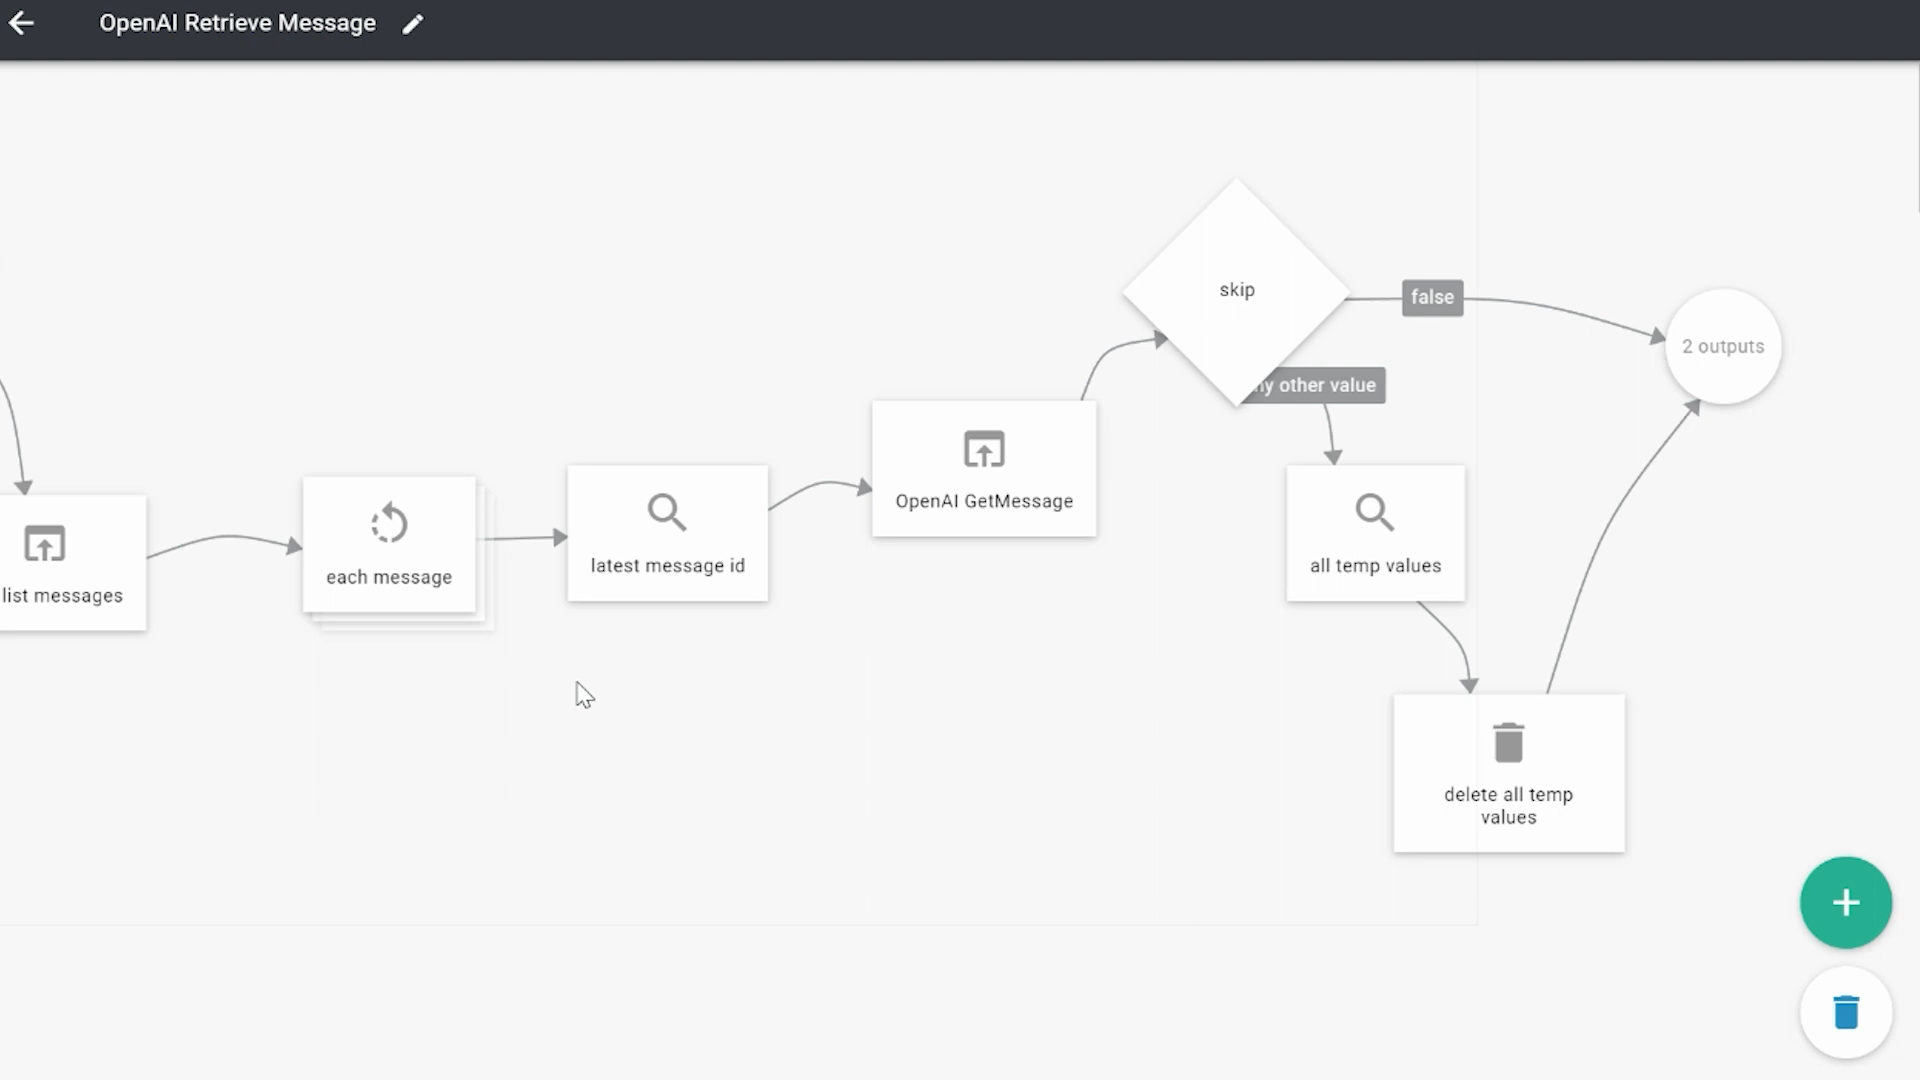 OpenAI Retrieve Message
skip
false
ny other value
2 outputs
OpenAI GetMessage
each message
latest message id
all temp values
list messages
delete all temp
values